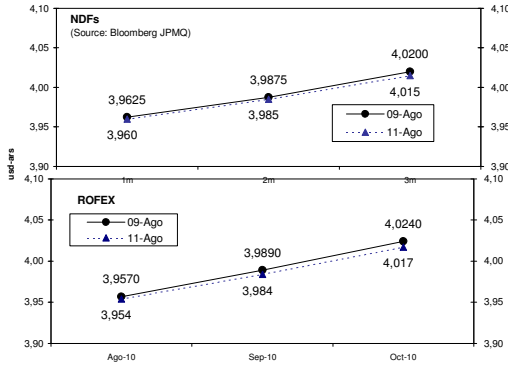 4,10 4,10
NDFs
(Source: Bloomberg JPMQ)
4,05 4,05
4,0200
3,9875
4,00 4,00
3,9625
4,015
3,985
09-Ago
3,95 3,95
3,960
11-Ago
3,90 3,90
1m 2m 3m
usd-ars
4,10 4,10
ROFEX
09-Ago
4,05 4,05
11-Ago
4,0240
3,9890
4,00 4,00
4,017
3,9570
3,984
3,95 3,95
3,954
3,90 3,90
Ago-10 Sep-10 Oct-10